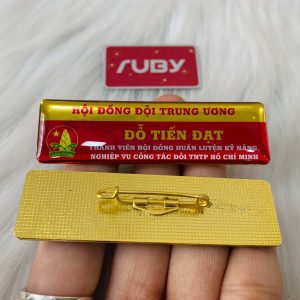 RUBY
HỘI ĐỒNG ĐỘI TRUNG ƯƠNG
ĐỖ TIẾN ĐẠT
THÀNH VIÊN HỘI ĐỒNG HUẤN LUYỆN KỸ NĂNG,
NGHIỆP VỤ CÔNG TÁC ĐỘI TNTP HỒ CHÍ MINH